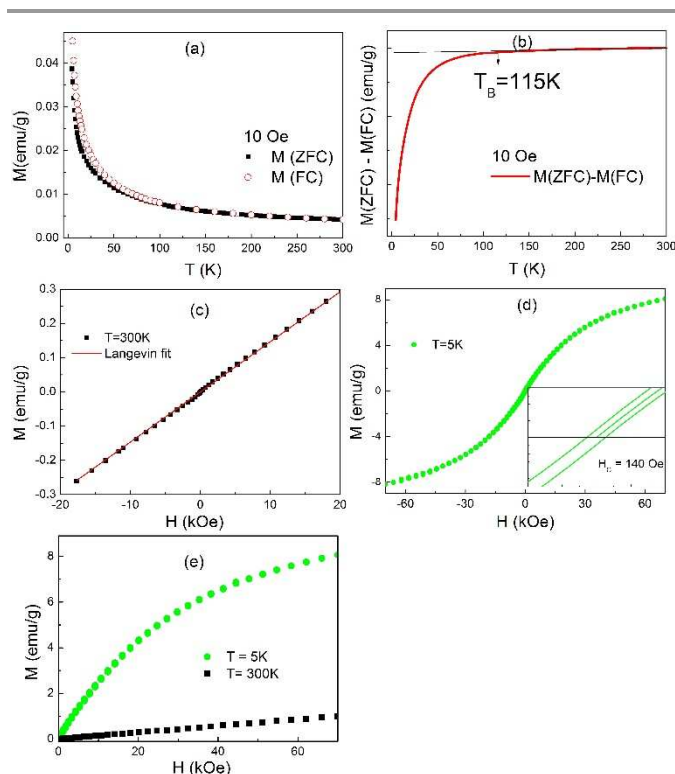 (a)
0.04
0.03
0.02
0.01
0.00
M(emu/g)
10 Oe
M (ZFC)
M (FC)
0 50 100 150 200 250 300
T (K)
(b)
M(ZFC) - M(FC) (emu/g)
T_B=115K
10 Oe
M(ZFC)-M(FC)
0 50 100 150 200 250 300
T (K)
(c)
0.3
0.2
0.1
0.0
-0.1
-0.2
-0.3
M (emu/g)
T=300K
Langevin fit
-20 -10 0 10 20
H (kOe)
(d)
8
4
0
-4
-8
M (emu/g)
T=5K
= 140 Oe
-60 -30 0 30 60
H (kOe)
(e)
8
6
4
2
0
M (emu/g)
T = 5K
T= 300K
0 20 40 60
H (kOe)